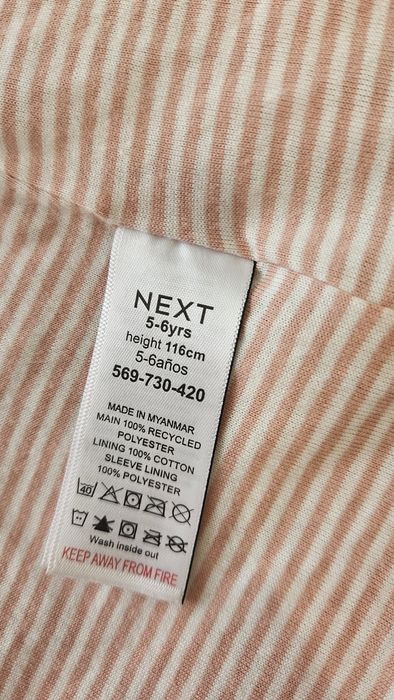 NEXT
5-6yrs
height 116cm
5-6años
569-730-420
MADE IN MYANMAR
MAIN 100% RECYCLED
POLYESTER
LINING 100% COTTON
SLEEVE LINING
100% POLYESTER
40
Wash inside out
KEEP AWAY FROM FIRE